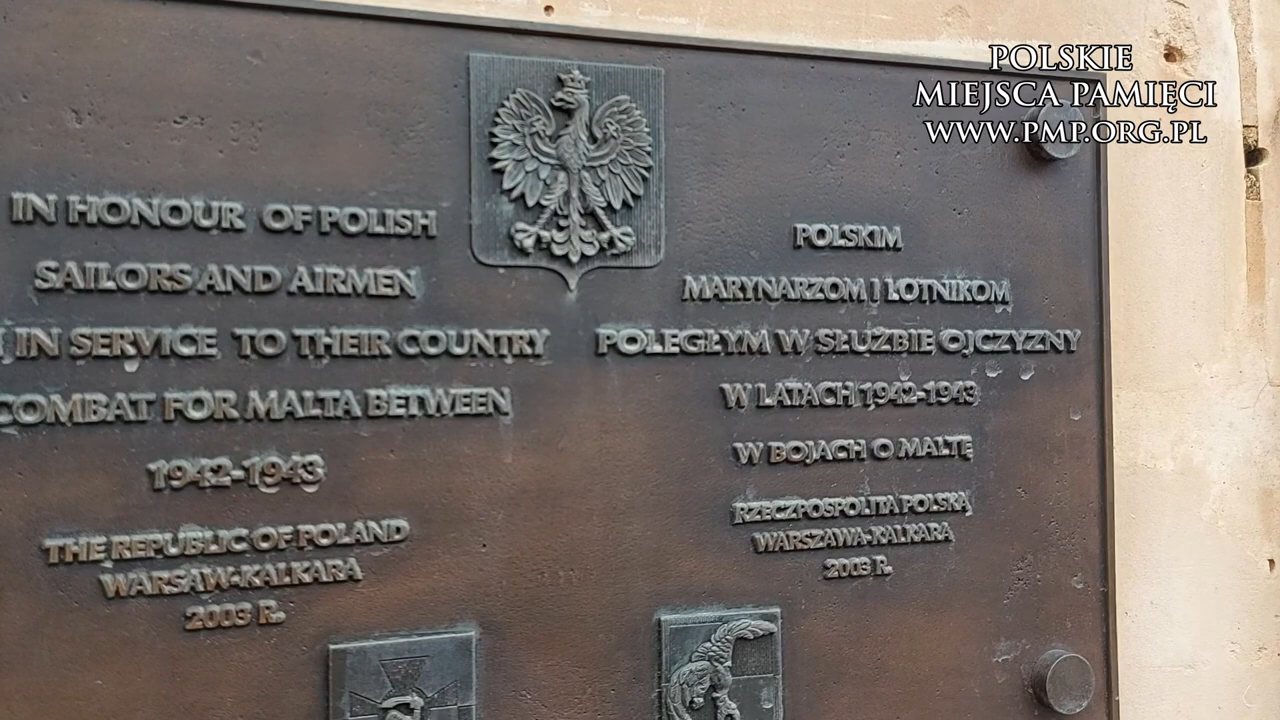 IN HONOUR OF POLISH
SAILORS AND AIRMEN
IN SERVICE TO THEIR COUNTRY
COMBAT FOR MALTA BETWEEN
1942-1943
THE REPUBLIC OF POLAND
WARSAW-KALKARA
2003 R.
POLSKIM
MARYNARZOM I LOTNIKOM
POLEGŁYM W SŁUŻBIE OJCZYZNY
W LATACH 1942-1943
W BOJACH O MALTĘ
RZECZPOSPOLITA POLSKA
WARSZAWA-KALKARA
2003 R.
POLSKIE
MIEJSCA PAMIĘCI
WWW.PMP.ORG.PL